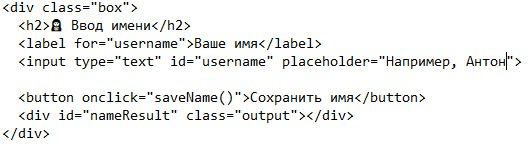 <div class="box">
  <h2>👩 Ввод имени</h2>
  <label for="username">Ваше имя</label>
  <input type="text" id="username" placeholder="Например, Антон">

  <button onclick="saveName()">Сохранить имя</button>
  <div id="nameResult" class="output"></div>
</div>